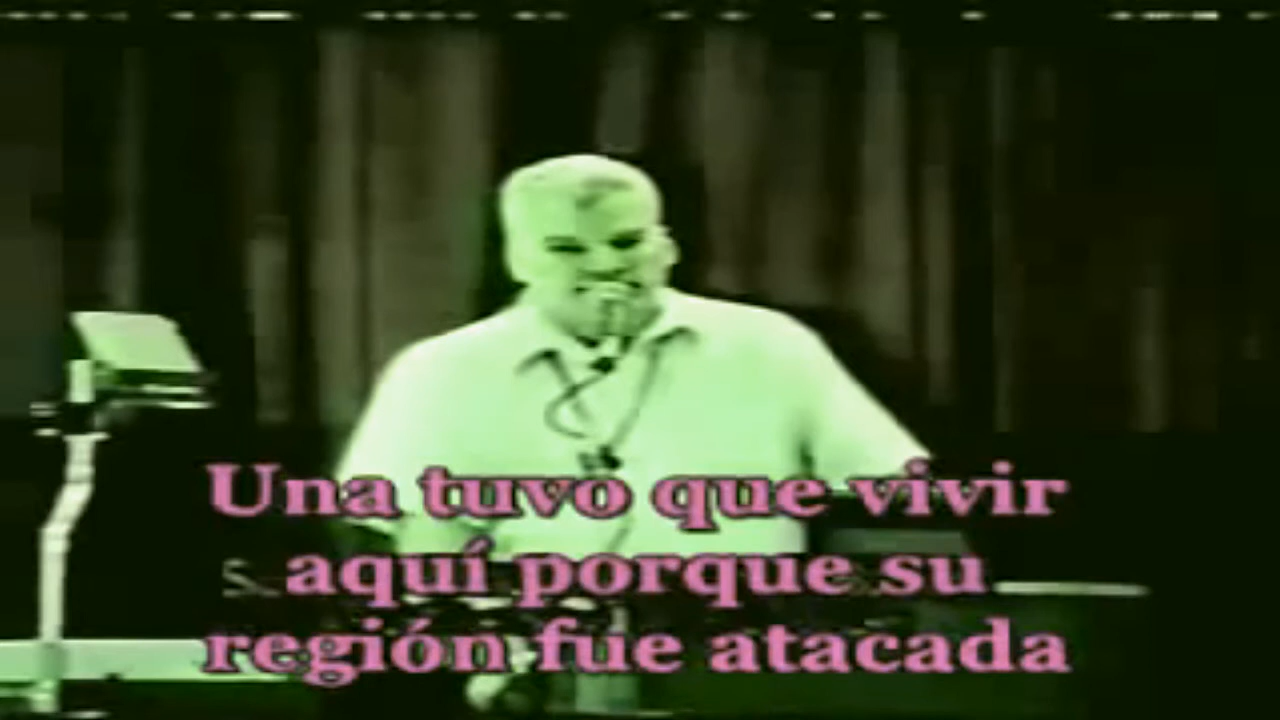 Una tuvo que vivir
aquí porque su
región fue atacada